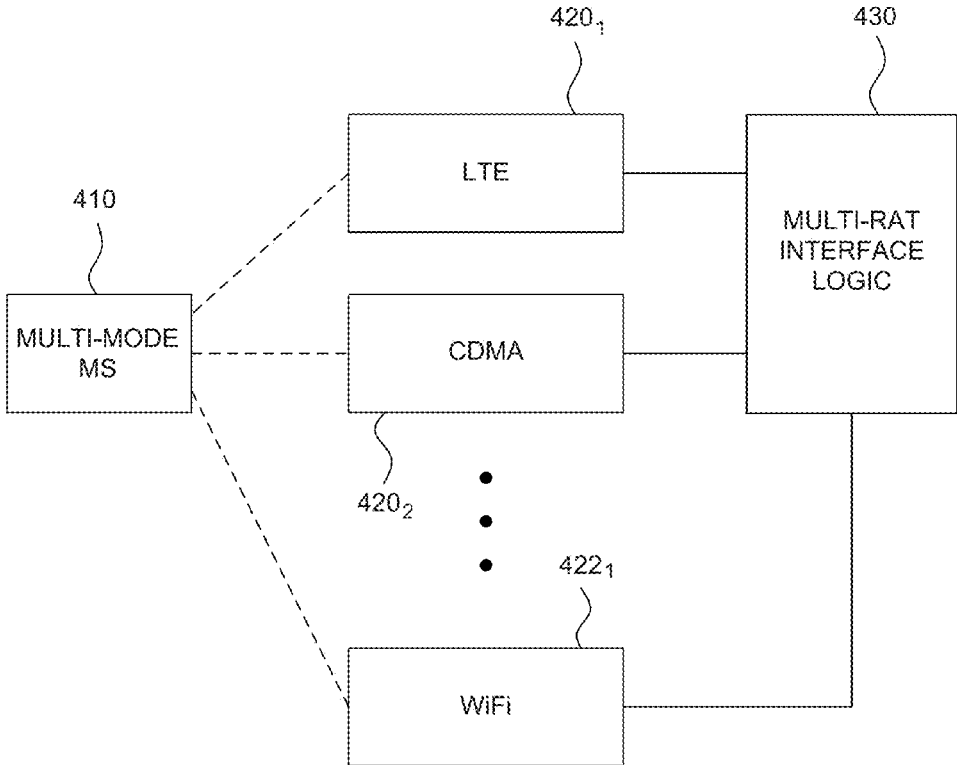 420₁
430
LTE
410
MULTI-RAT
INTERFACE
LOGIC
MULTI-MODE
MS
CDMA
420₂
422₁
WiFi